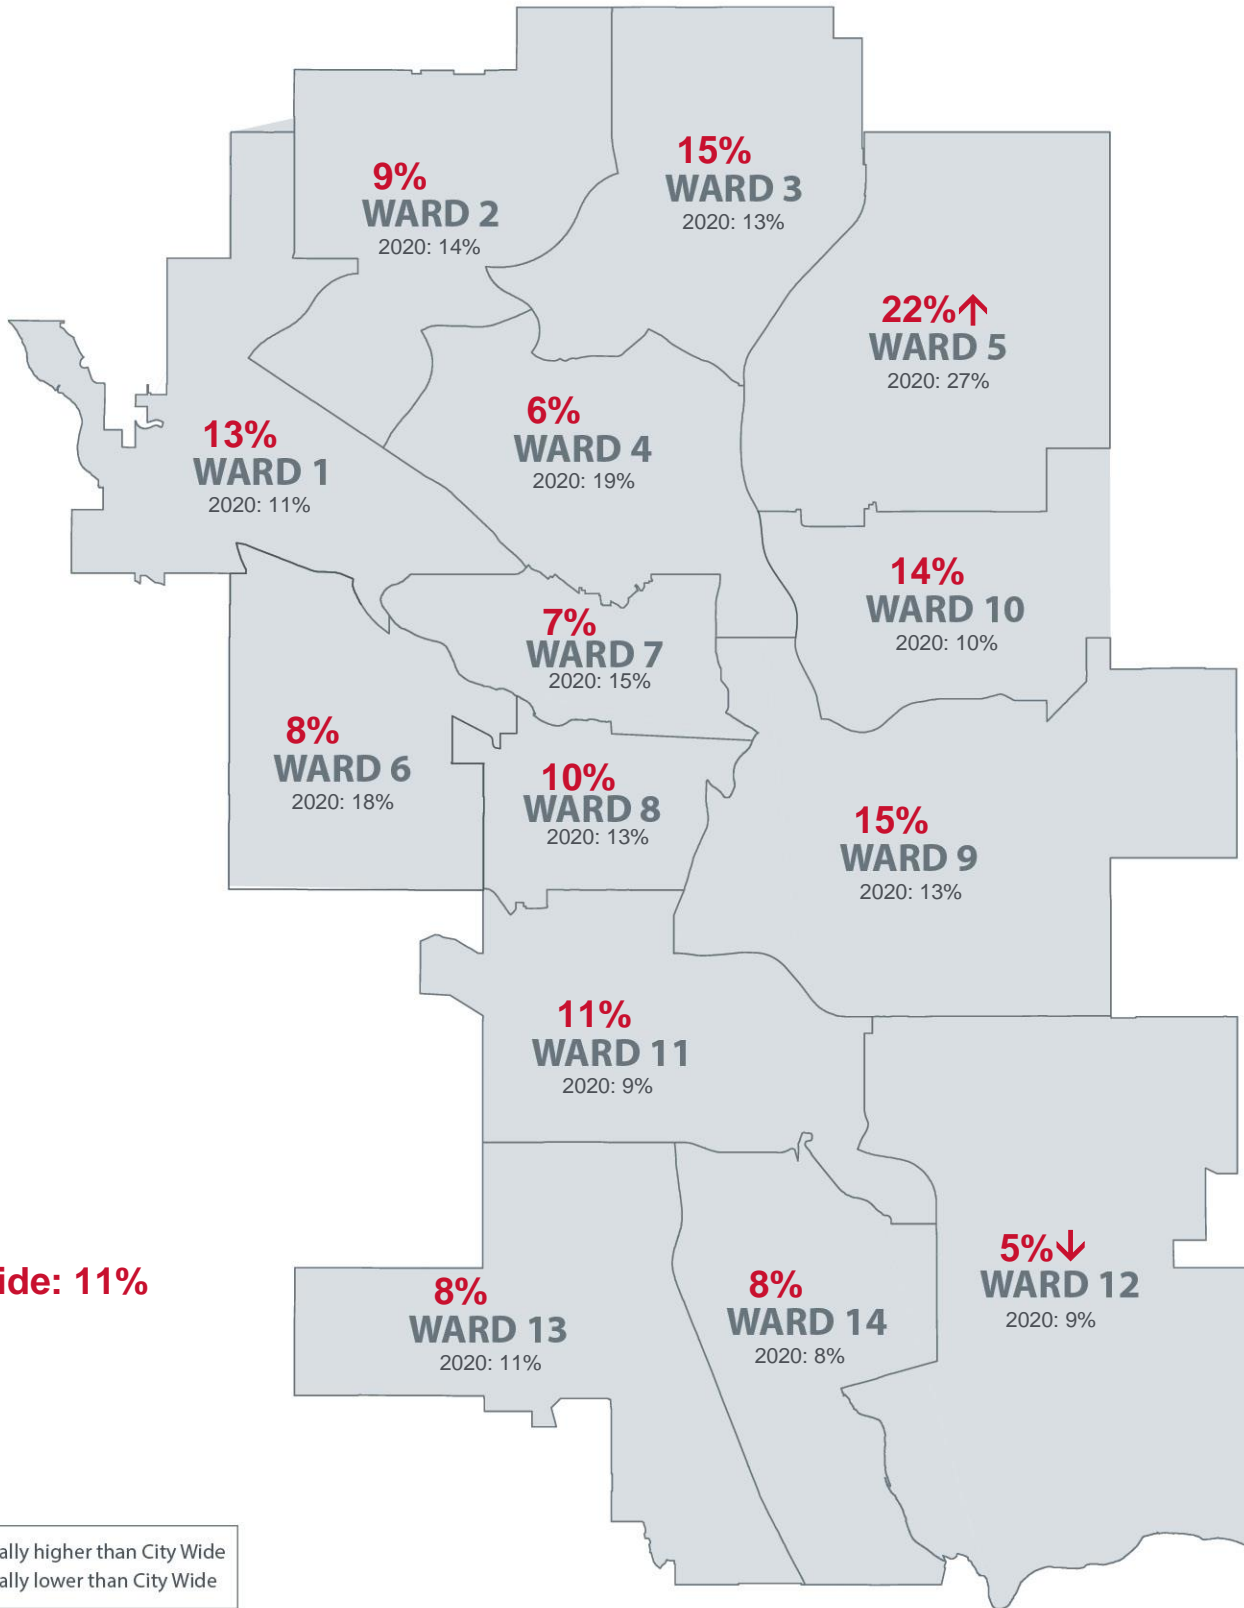 15%
WARD 3
2020: 13%
9%
WARD 2
2020: 14%
22%↑
WARD 5
2020: 27%
6%
WARD 4
2020: 19%
13%
WARD 1
2020: 11%
14%
WARD 10
2020: 10%
7%
WARD 7
2020: 15%
8%
WARD 6
2020: 18%
10%
WARD 8
2020: 13%
15%
WARD 9
2020: 13%
11%
WARD 11
2020: 9%
5%↓
WARD 12
2020: 9%
ide: 11%
8%
WARD 13
2020: 11%
8%
WARD 14
2020: 8%
ally higher than City Wide
ally lower than City Wide